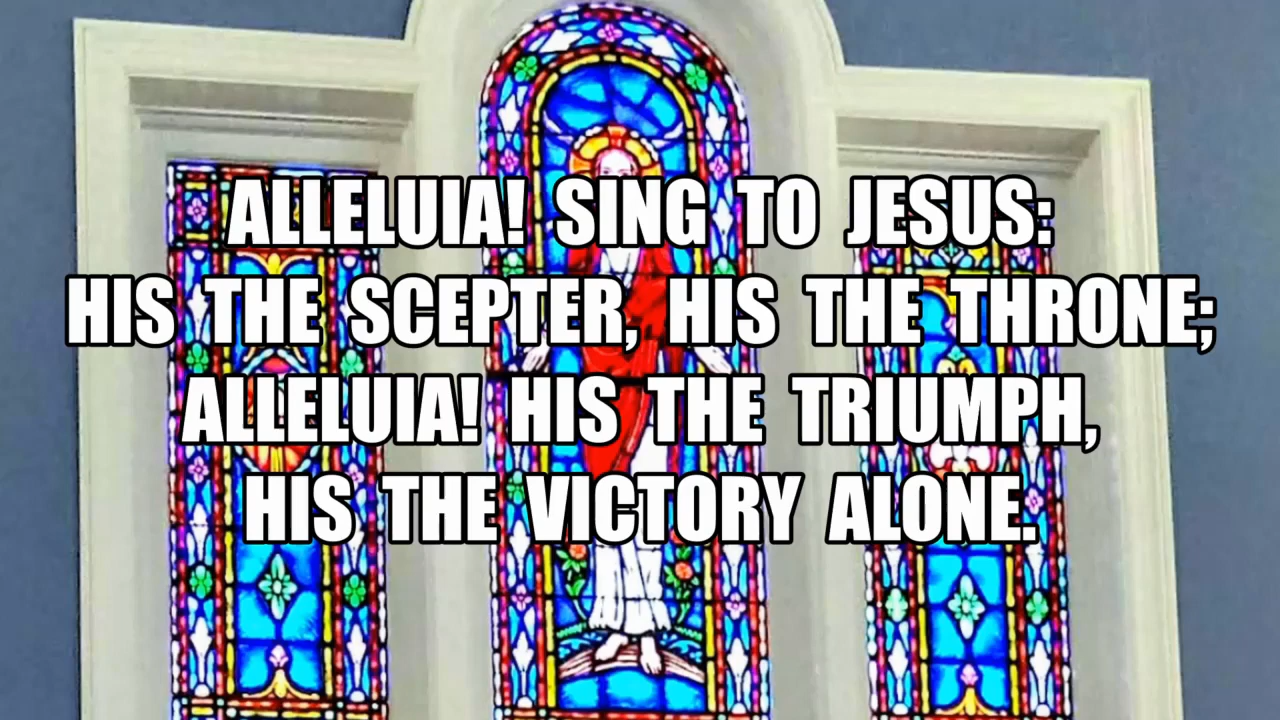 ALLELUIA! SING TO JESUS:
HIS THE SCEPTER, HIS THE THRONE;
ALLELUIA! HIS THE TRIUMPH,
HIS THE VICTORY ALONE.